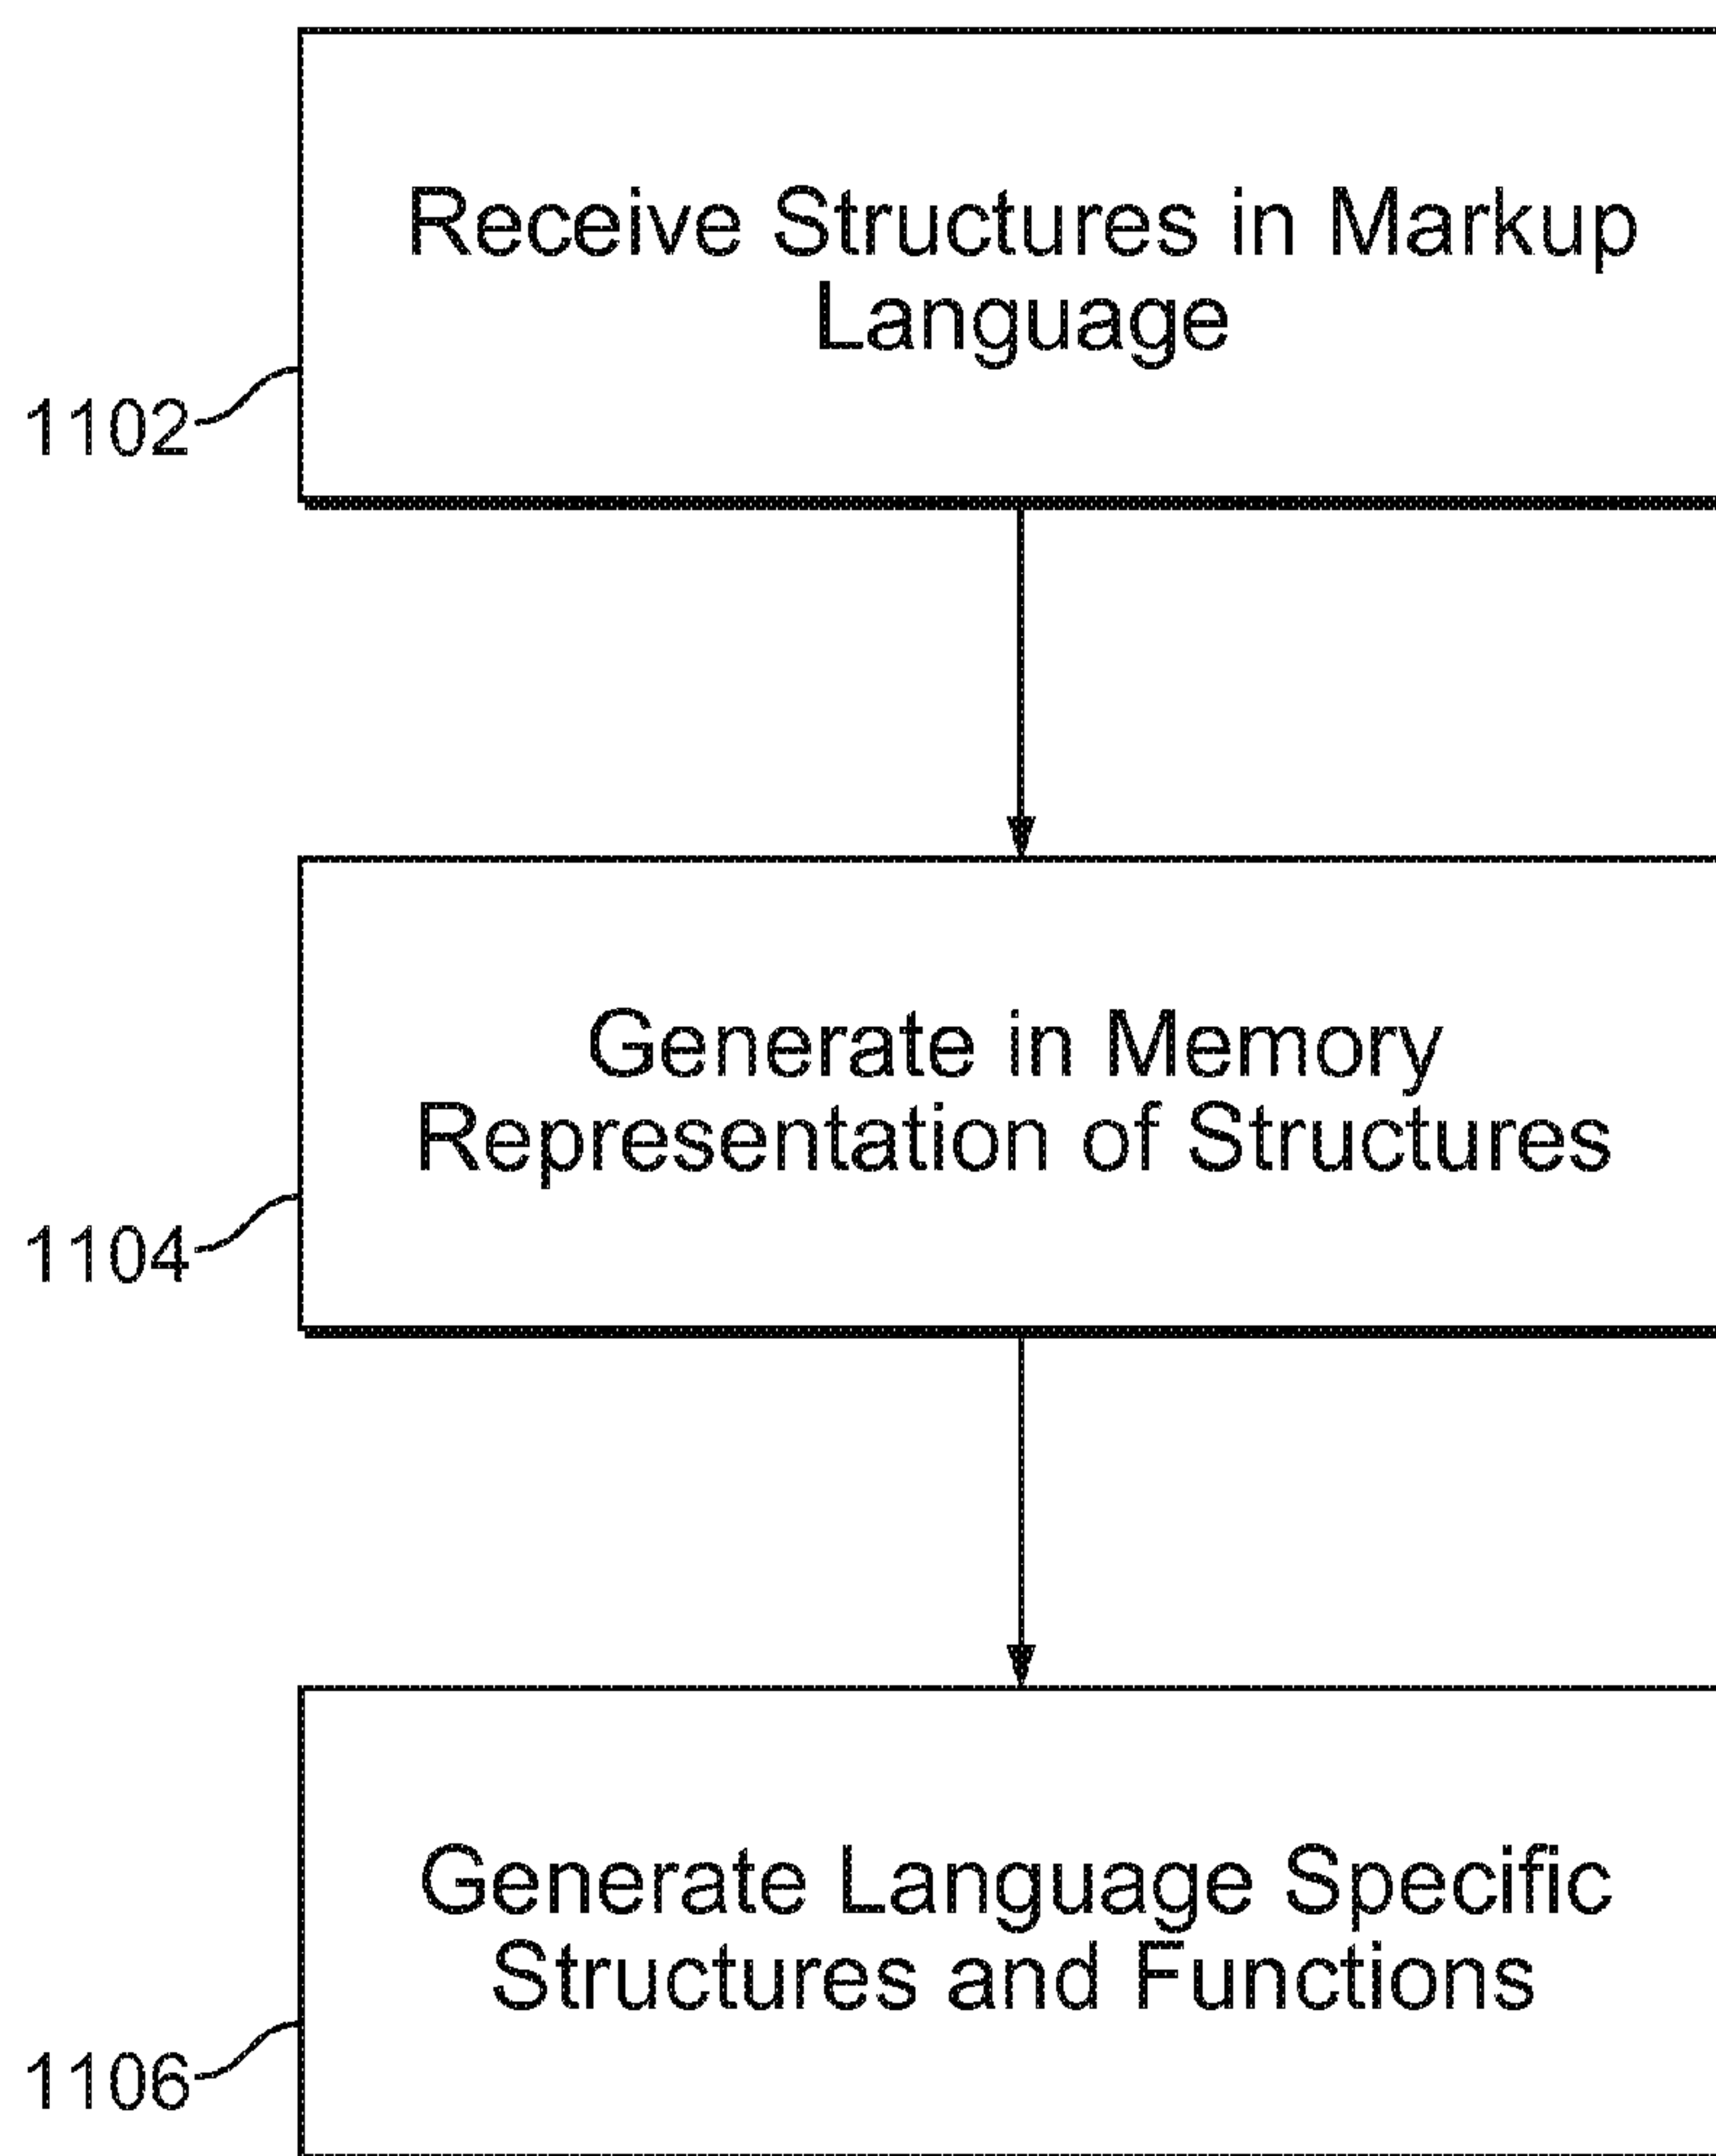 Receive Structures in Markup
Language
1102
Generate in Memory
Representation of Structures
1104
Generate Language Specific
Structures and Functions
1106